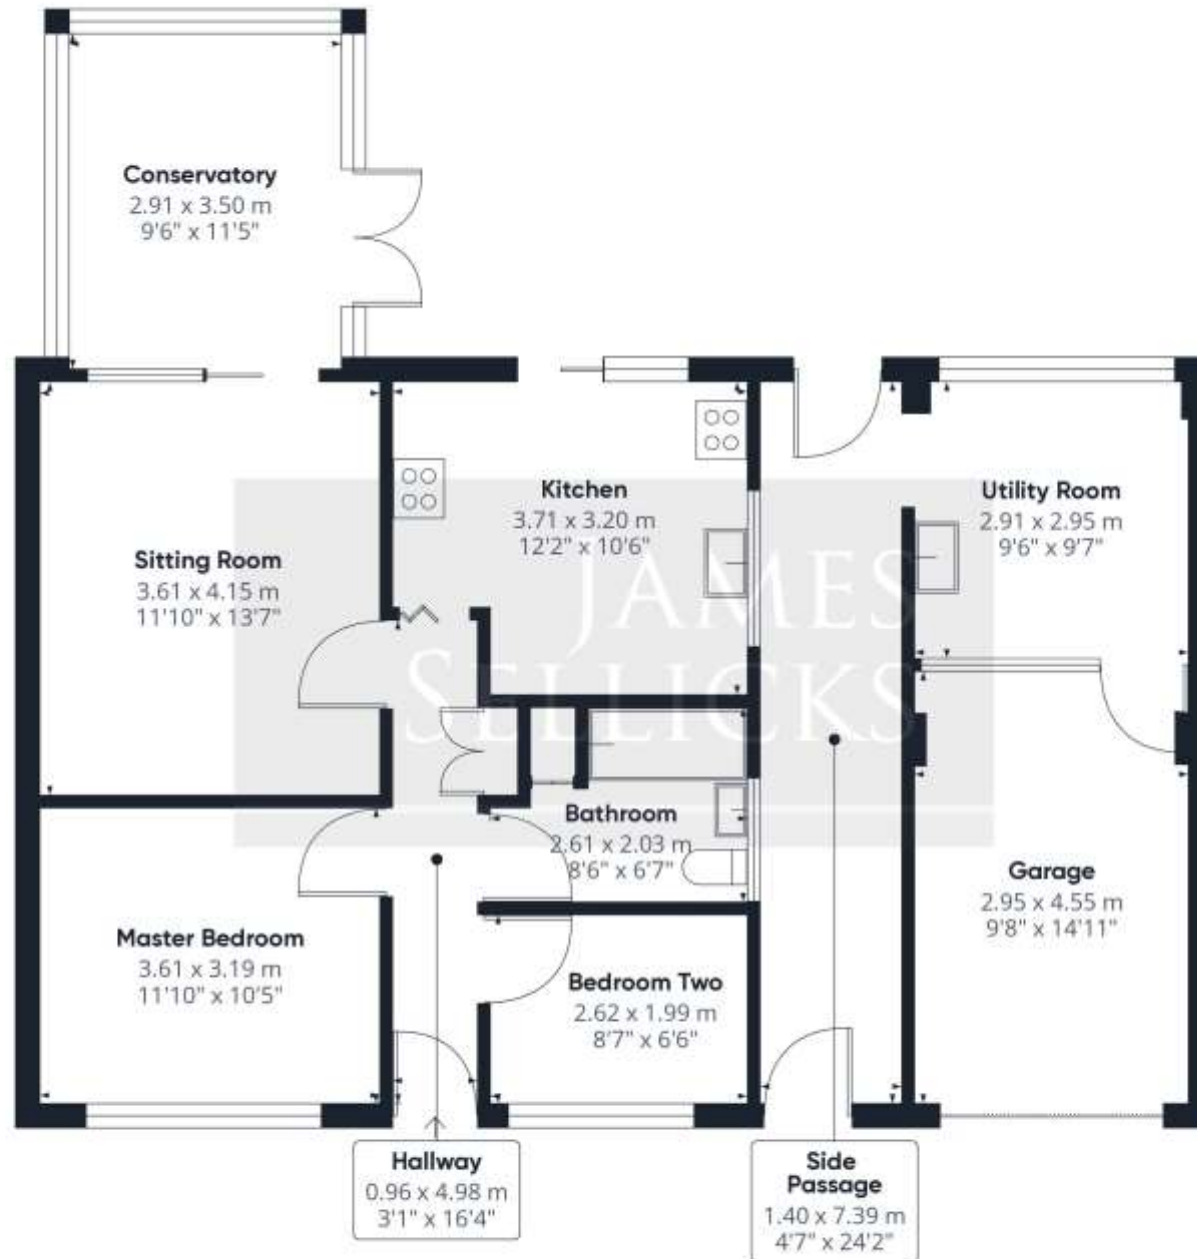 Conservatory
2.91 x 3.50 m
9'6" x 11'5"
Kitchen
3.71 x 3.20 m
12'2" x 10'6"
Utility Room
2.91 x 2.95 m
9'6" x 9'7"
Sitting Room
3.61 x 4.15 m
11'10" x 13'7"
JAMES
SELLICKS
Bathroom
2.61 x 2.03 m
8'6" x 6'7"
Garage
2.95 x 4.55 m
9'8" x 14'11"
Master Bedroom
3.61 x 3.19 m
11'10" x 10'5"
Bedroom Two
2.62 x 1.99 m
8'7" x 6'6"
Hallway
0.96 x 4.98 m
3'1" x 16'4"
Side
Passage
1.40 x 7.39 m
4'7" x 24'2"